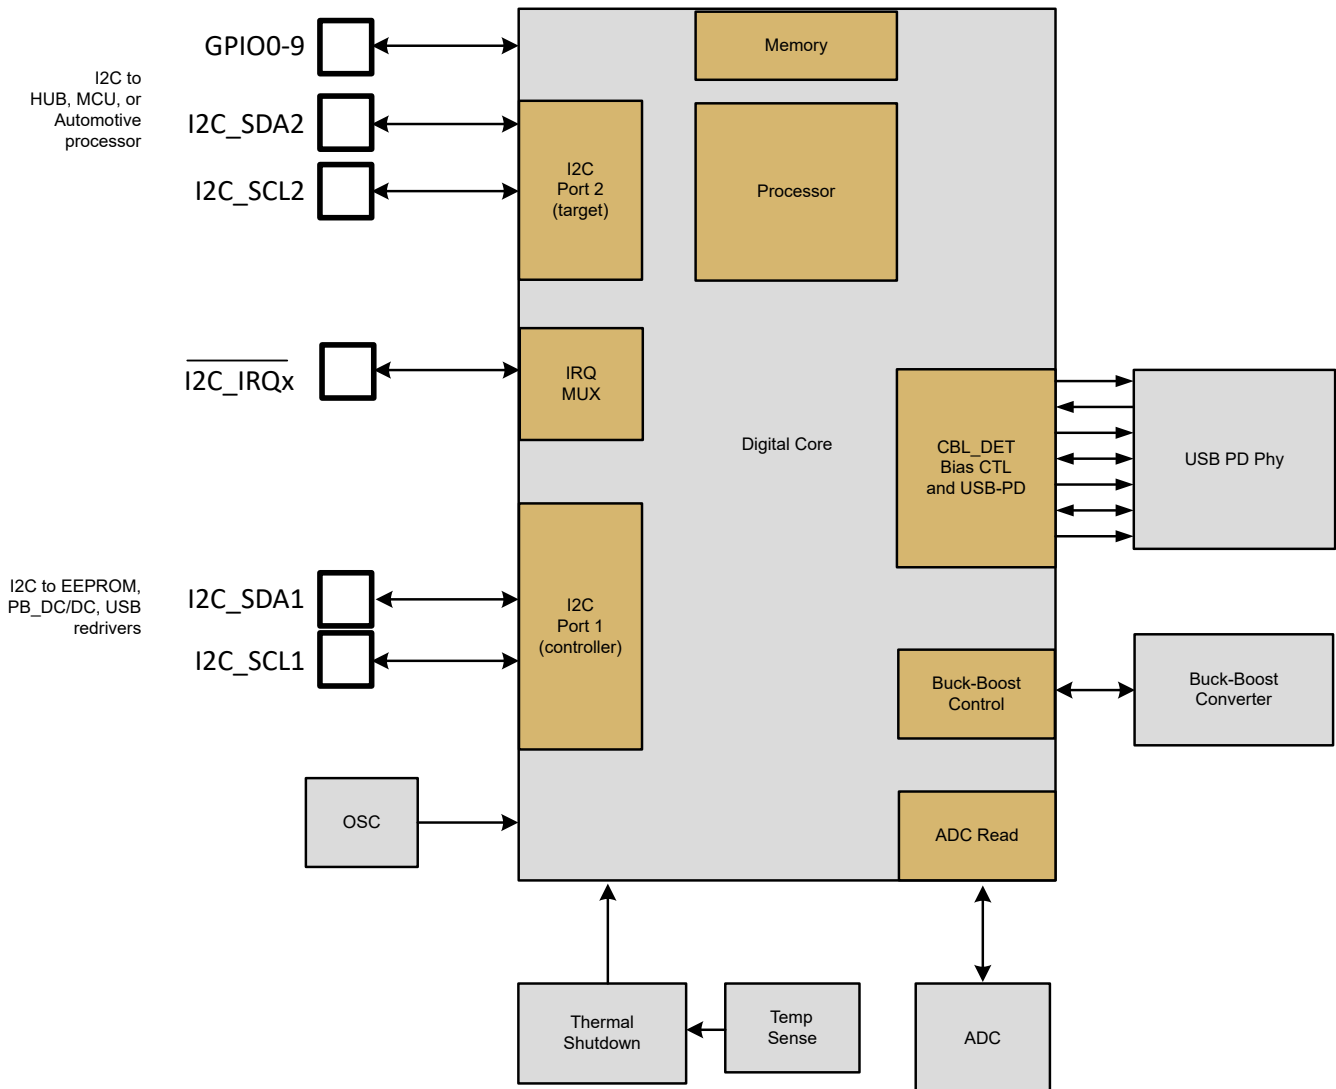 GPIO0-9
I2C to
HUB, MCU, or
Automotive
processor
I2C_SDA2
I2C_SCL2
I2C_IRQx
I2C to EEPROM,
PB_DC/DC, USB
redrivers
I2C_SDA1
I2C_SCL1
OSC
Memory
Processor
I2C
Port 2
(target)
IRQ
MUX
Digital Core
I2C
Port 1
(controller)
CBL_DET
Bias CTL
and USB-PD
USB PD Phy
Buck-Boost
Control
Buck-Boost
Converter
ADC Read
Thermal
Shutdown
Temp
Sense
ADC